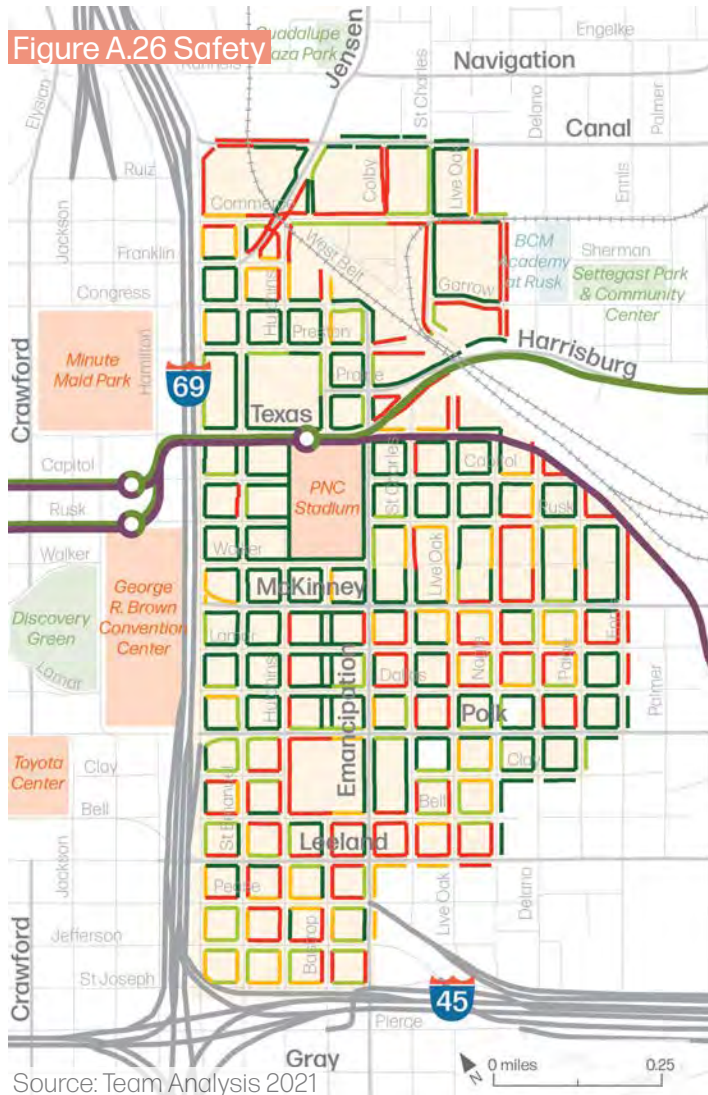 Figure A.26 Safety
Guadalupe
Plaza Park
Runnels
Jensen
Engelke
Navigation
Elysian
St Charles
Delano
Palmer
Canal
Ruiz
Colby
Live Oak
Ennis
Commerce
Jackson
Franklin
West Belt
BCM
Academy
at Rusk
Sherman
Settegast Park
& Community
Center
Congress
Hutchins
Garrow
Crawford
Minute
Maid Park
Hamilton
Preston
Harrisburg
69
Prairie
Texas
Capitol
PNC
Stadium
St Charles
Capitol
Rusk
Rusk
Walker
Walker
Live Oak
McKinney
George
R. Brown
Convention
Center
Discovery
Green
Lamar
Lamar
Emancipation
Dallas
Nagle
Paige
Hutchins
Polk
Palmer
Toyota
Center
Clay
Clay
Bell
Bell
St Emanuel
Leeland
Jackson
Pease
Crawford
Jefferson
Bastrop
Live Oak
Delano
St Joseph
45
Pierce
Gray
N
0 miles
0.25
Source: Team Analysis 2021